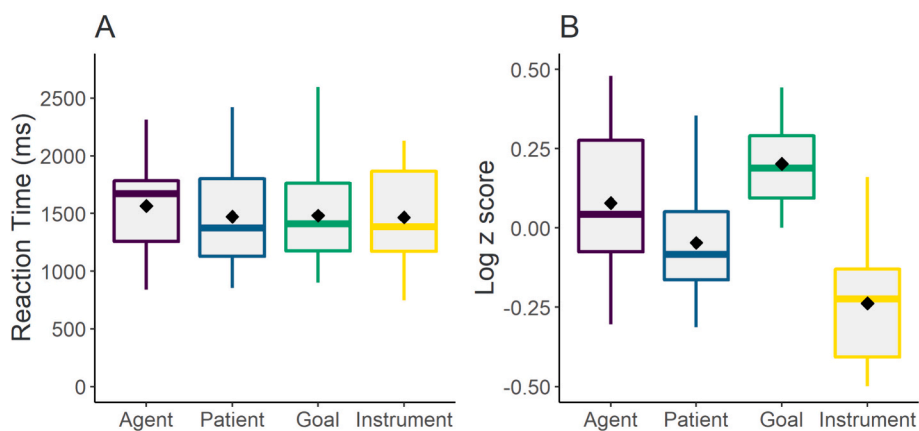 A
Reaction Time (ms)
2500
2000
1500
1000
500
0
Agent Patient Goal Instrument
B
Log z score
0.50
0.25
0.00
-0.25
-0.50
Agent Patient Goal Instrument